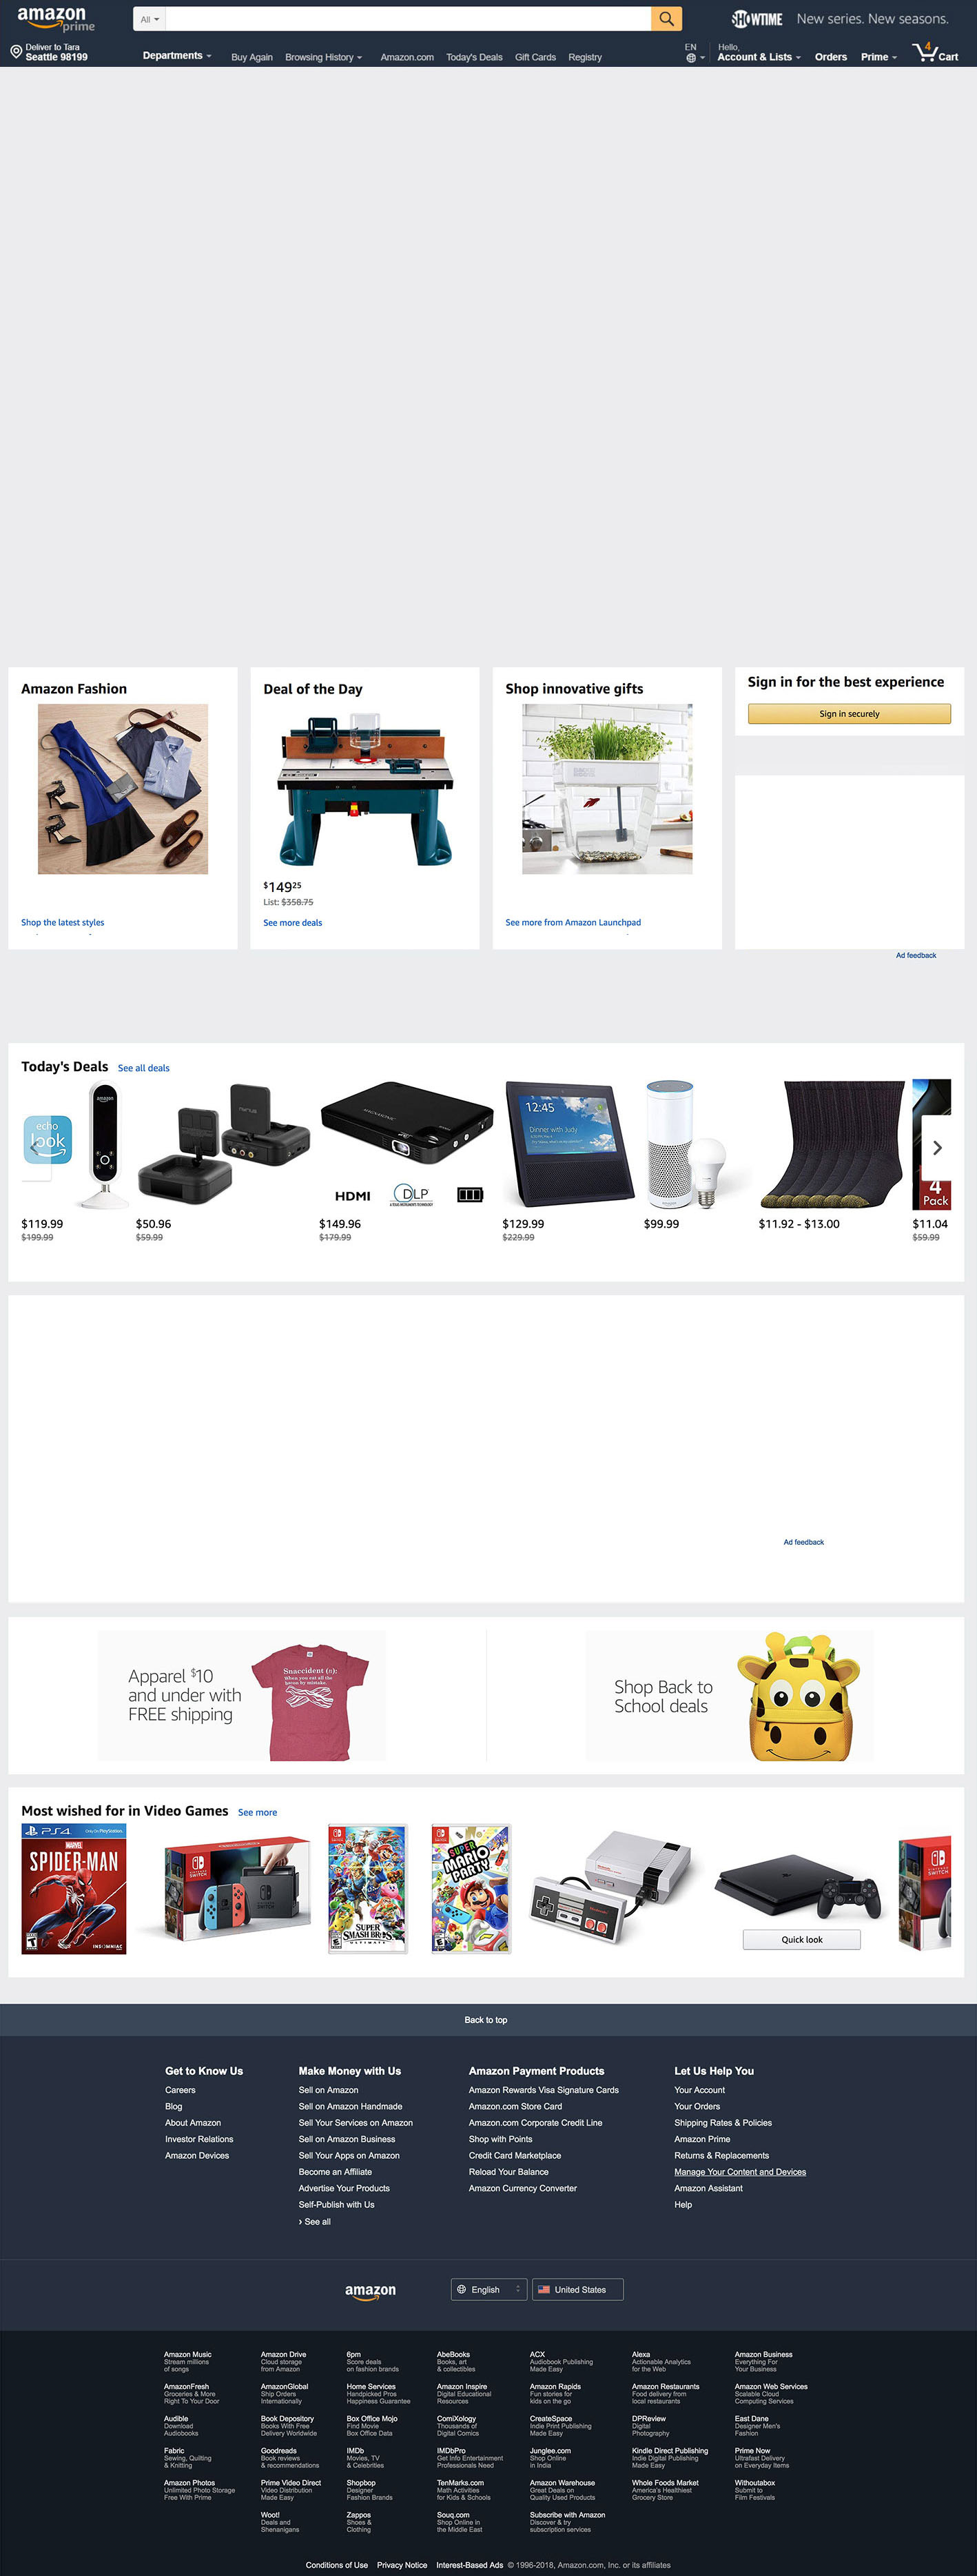 amazon
prime
All
SHOWTIME New series. New seasons.
Deliver to Tara
Seattle 98199
Departments
Buy Again
Browsing History
Amazon.com
Today's Deals
Gift Cards
Registry
EN
Hello,
Account & Lists
Orders
Prime
4
Cart
Amazon Fashion
Shop the latest styles
Deal of the Day
$149 25
List: $358.75
See more deals
Shop innovative gifts
See more from Amazon Launchpad
Sign in for the best experience
Sign in securely
Ad feedback
Today's Deals See all deals
echo
look
amazon
HDMI
DLP
12:45
Dinner with Judy
4
Pack
$119.99
$199.99
$50.96
$59.99
$149.96
$179.99
$129.99
$229.99
$99.99
$11.92 - $13.00
$11.04
$59.99
Ad feedback
Apparel $10
and under with
FREE shipping
Snaccident (n):
When you eat all the
bacon by mistake.
Shop Back to
School deals
Most wished for in Video Games See more
PS4
Only On PlayStation
MARVEL
SPIDER-MAN
INSOMNIAC
NINTENDO
SWITCH
SUPER
SMASH BROS.
ULTIMATE
SUPER
MARIO
PARTY
Quick look
Back to top
Get to Know Us
Careers
Blog
About Amazon
Investor Relations
Amazon Devices
Make Money with Us
Sell on Amazon
Sell on Amazon Handmade
Sell Your Services on Amazon
Sell on Amazon Business
Sell Your Apps on Amazon
Become an Affiliate
Advertise Your Products
Self-Publish with Us
› See all
Amazon Payment Products
Amazon Rewards Visa Signature Cards
Amazon.com Store Card
Amazon.com Corporate Credit Line
Shop with Points
Credit Card Marketplace
Reload Your Balance
Amazon Currency Converter
Let Us Help You
Your Account
Your Orders
Shipping Rates & Policies
Amazon Prime
Returns & Replacements
Manage Your Content and Devices
Amazon Assistant
Help
amazon
English
United States
Amazon Music
Stream millions
of songs
Amazon Drive
Cloud storage
from Amazon
6pm
Score deals
on fashion brands
AbeBooks
Books, art
& collectibles
ACX
Audiobook Publishing
Made Easy
Alexa
Actionable Analytics
for the Web
Amazon Business
Everything For
Your Business
AmazonFresh
Groceries & More
Right To Your Door
AmazonGlobal
Ship Orders
Internationally
Home Services
Handpicked Pros
Happiness Guarantee
Amazon Inspire
Digital Educational
Resources
Amazon Rapids
Fun stories for
kids on the go
Amazon Restaurants
Food delivery from
local restaurants
Amazon Web Services
Scalable Cloud
Computing Services
Audible
Download
Audiobooks
Book Depository
Books With Free
Delivery Worldwide
Box Office Mojo
Find Movie
Box Office Data
ComiXology
Thousands of
Digital Comics
CreateSpace
Indie Print Publishing
Made Easy
DPReview
Digital
Photography
East Dane
Designer Men's
Fashion
Fabric
Sewing, Quilting
& Knitting
Goodreads
Book reviews
& recommendations
IMDb
Movies, TV
& Celebrities
IMDbPro
Get Info Entertainment
Professionals Need
Junglee.com
Shop Online
in India
Kindle Direct Publishing
Indie Digital Publishing
Made Easy
Prime Now
Ultrafast Delivery
on Everyday Items
Amazon Photos
Unlimited Photo Storage
Free With Prime
Prime Video Direct
Video Distribution
Made Easy
Shopbop
Designer
Fashion Brands
TenMarks.com
Math Activities
for Kids & Schools
Amazon Warehouse
Great Deals on
Quality Used Products
Whole Foods Market
America's Healthiest
Grocery Store
Withoutabox
Submit to
Film Festivals
Woot!
Deals and
Shenanigans
Zappos
Shoes &
Clothing
Souq.com
Shop Online in
the Middle East
Subscribe with Amazon
Discover & try
subscription services
Conditions of Use Privacy Notice Interest-Based Ads © 1996-2018, Amazon.com, Inc. or its affiliates